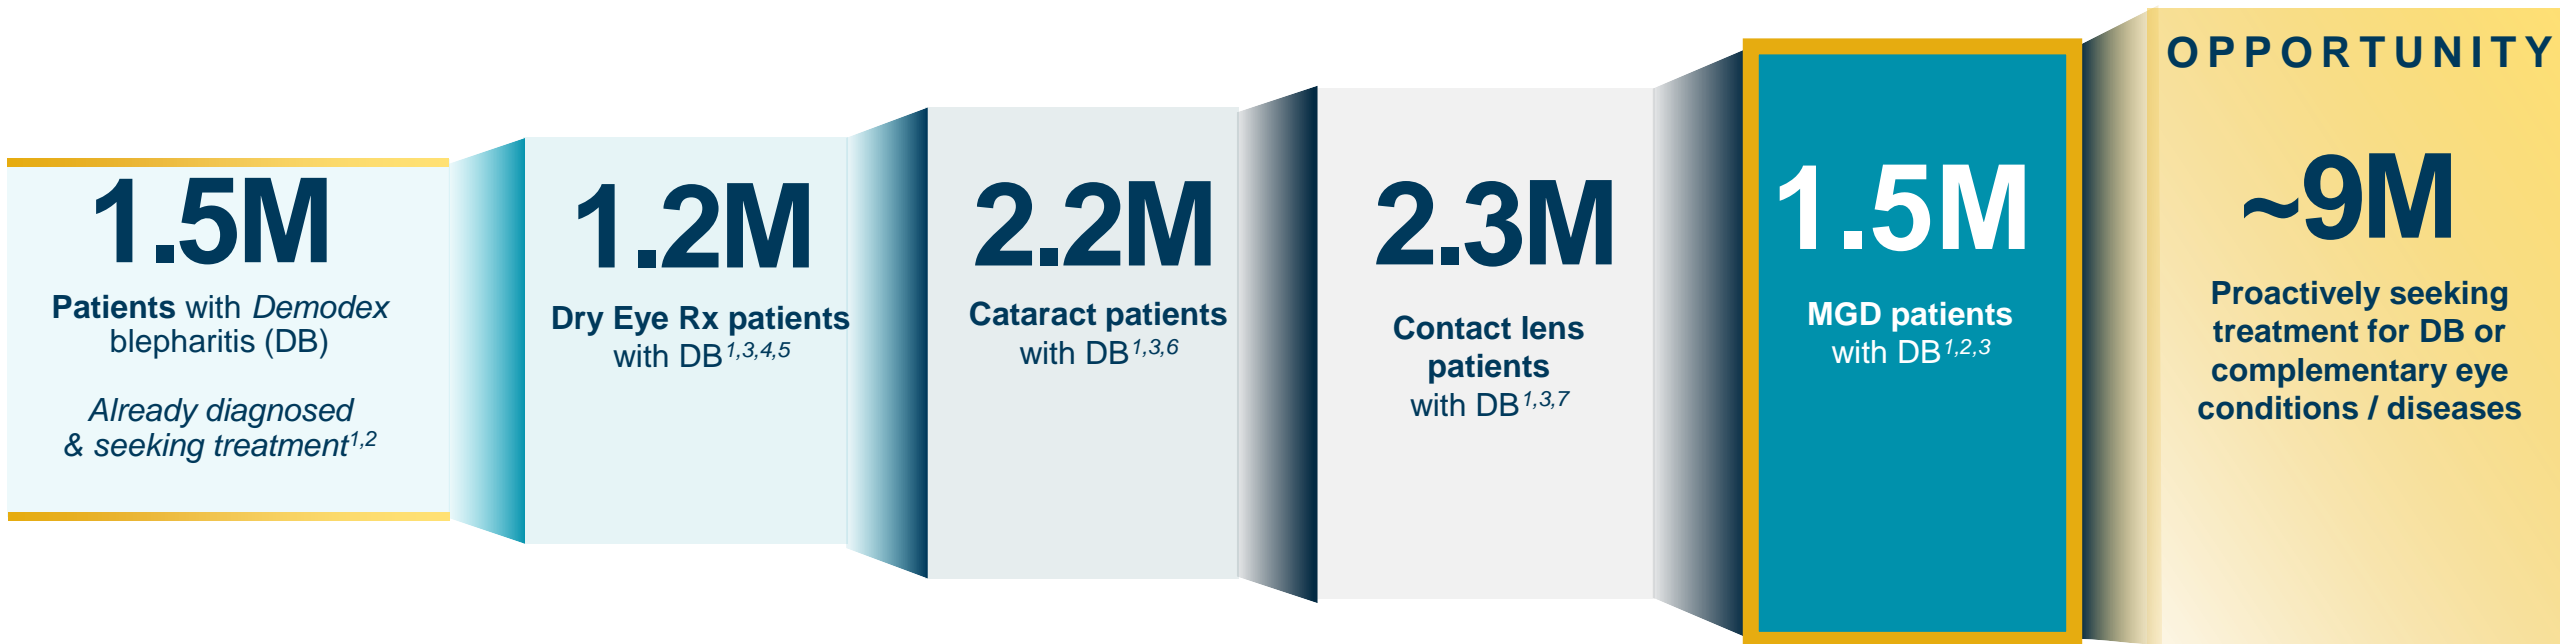 1.5M
Patients with Demodex
blepharitis (DB)
Already diagnosed
& seeking treatment1,2
1.2M
Dry Eye Rx patients
with DB1,3,4,5
2.2M
Cataract patients
with DB1,3,6
2.3M
Contact lens
patients
with DB1,3,7
1.5M
MGD patients
with DB1,2,3
OPPORTUNITY
~9M
Proactively seeking
treatment for DB or
complementary eye
conditions / diseases